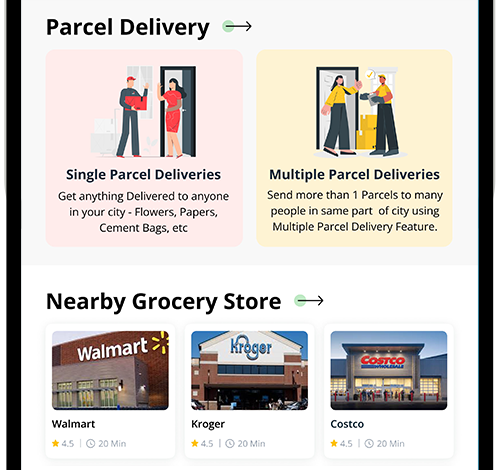 Parcel Delivery
Single Parcel Deliveries
Get anything Delivered to anyone
in your city - Flowers, Papers,
Cement Bags, etc
Multiple Parcel Deliveries
Send more than 1 Parcels to many
people in same part of city using
Multiple Parcel Delivery Feature.
Nearby Grocery Store
Walmart
Kroger
Costco
WHOLESALE
Walmart
4.5 | 20 Min
Kroger
4.5 | 20 Min
Costco
4.5 | 20 Min